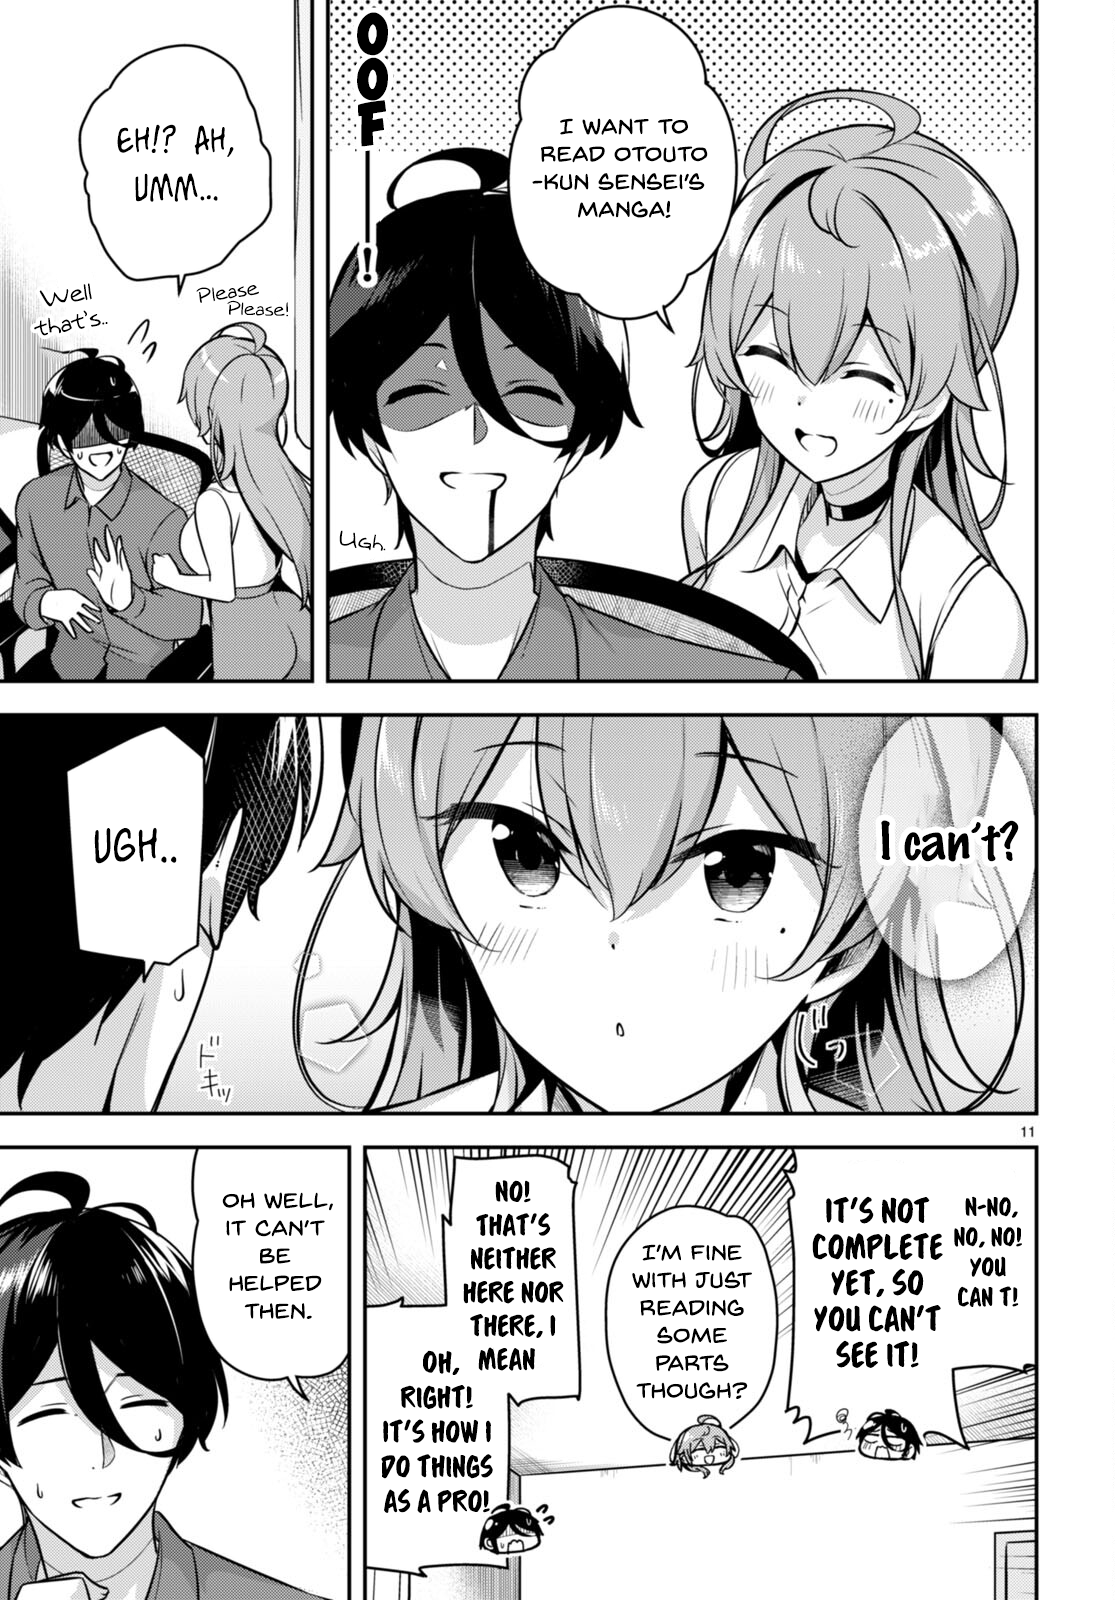 I WANT TO
READ OTOUTO
-KUN SENSEI'S
MANGA!
OOF!
UGH.
EH!? AH,
UMM...
Well
that's..
Please
Please!
I can't?
UGH..
ドキッ
じっ
11
N-NO,
NO, NO!
YOU
CAN T!
IT'S NOT
COMPLETE
YET, SO
YOU CAN'T
SEE IT!
I'M FINE
WITH JUST
READING
SOME
PARTS
THOUGH?
NO!
THAT'S
NEITHER
HERE NOR
THERE, I
MEAN
OH,
RIGHT!
IT'S HOW I
DO THINGS
AS A PRO!
OH WELL,
IT CAN'T
BE
HELPED
THEN.